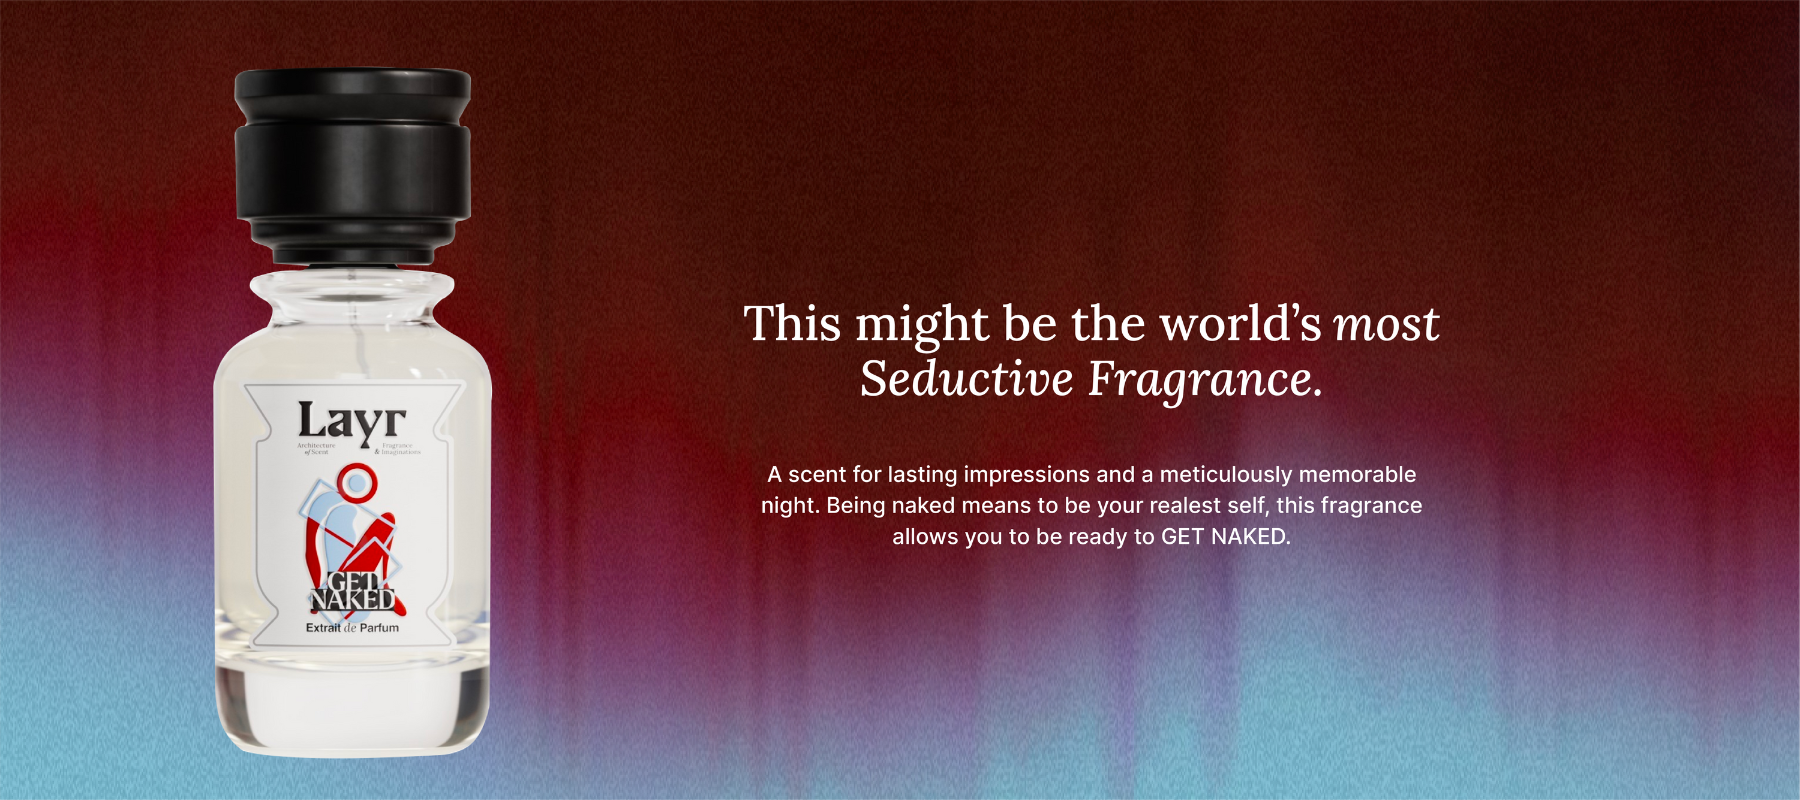 Layr
Architecture
of Scent
Fragrance
& Imaginations
GET
NAKED
Extrait de Parfum
This might be the world’s most
Seductive Fragrance.
A scent for lasting impressions and a meticulously memorable
night. Being naked means to be your realest self, this fragrance
allows you to be ready to GET NAKED.